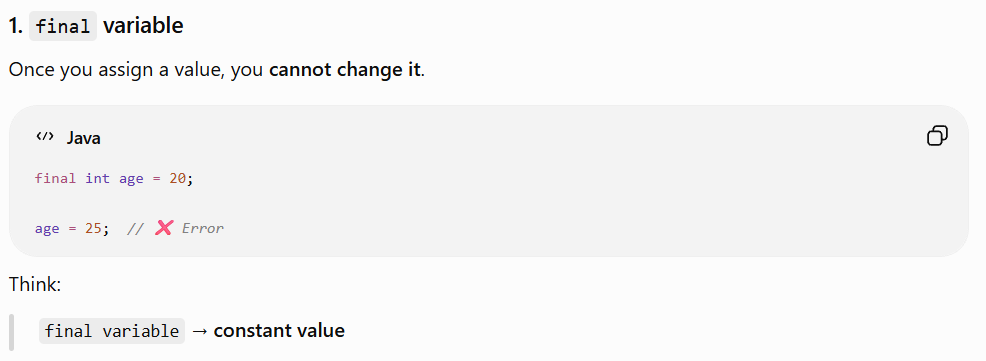 1. final variable
Once you assign a value, you cannot change it.
</> Java
final int age = 20;
age = 25;  // ❌ Error
Think:
final variable → constant value